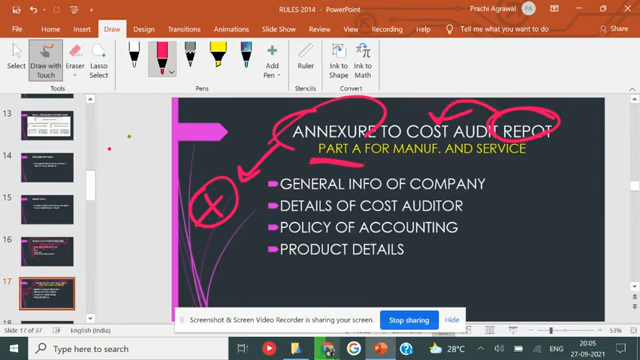 RULES 2014 - PowerPoint
Prachi Agrawal
PA
File
Home
Insert
Draw
Design
Transitions
Animations
Slide Show
Review
View
Recording
Help
Tell me what you want to do
Select
Draw with Touch
Eraser
Lasso Select
Add Pen
Ruler
Ink to Shape
Ink to Math
Tools
Pens
Stencils
Convert
13
14
15
16
17
18
ANNEXURE TO COST AUDIT REPOT
PART A FOR MANUF. AND SERVICE
GENERAL INFO OF COMPANY
DETAILS OF COST AUDITOR
POLICY OF ACCOUNTING
PRODUCT DETAILS
Screenshot & Screen Video Recorder is sharing your screen.
Stop sharing
Hide
Slide 17 of 37
English (India)
53%
Type here to search
28°C
ENG
20:05
27-09-2021